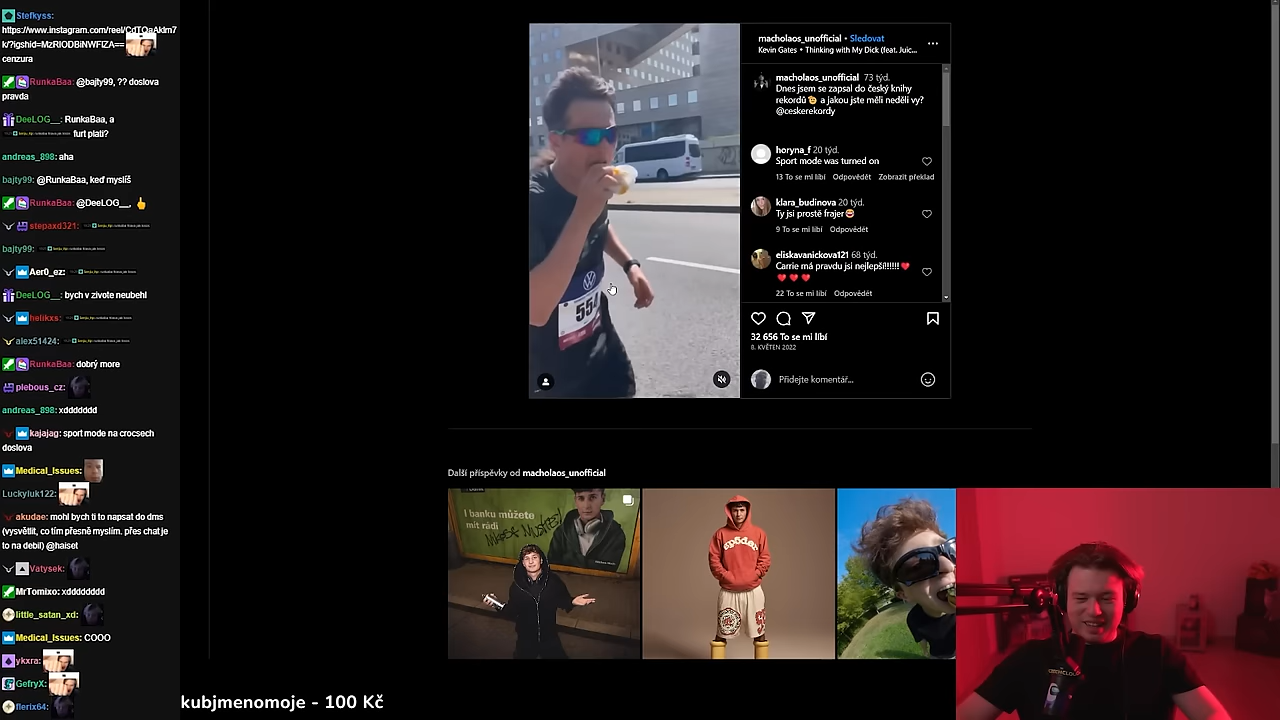 Stefkyss:
https://www.instagram.com/reel/CdTOaAkIm7
k/?igshid=MzRlODBiNWFlZA==
cenzura
RunkaBaa: @bajty99, ?? doslova
pravda
DeeLOG__: RunkaBaa, a
furt plati?
andreas_898: aha
bajty99: @RunkaBaa, keď myslíš
RunkaBaa: @DeeLOG__,
stepaxd321:
bajty99:
Aer0_ez:
DeeLOG__: bych v zivote neubehl
helikxs:
alex51424:
RunkaBaa: dobrý more
plebous_cz:
andreas_898: xddddddd
kajajag: sport mode na crocsech
doslova
Medical_Issues:
Luckyluk122:
akudae: mohl bych ti to napsat do dms
(vysvětlit, co tím přesně myslím. přes chat je
to na debil) @haiset
Vatysek:
MrTomixo: xdddddddd
little_satan_xd:
Medical_Issues: COOO
ykxra:
GefryX:
flerix64:
554
macholaos_unofficial • Sledovat
Kevin Gates • Thinking with My Dick (feat. Juic...
macholaos_unofficial 73 týd.
Dnes jsem se zapsal do český knihy
rekordů a jakou jste měli neděli vy?
@ceskerekordy
horyna_f 20 týd.
Sport mode was turned on
13 To se mi líbí Odpovědět Zobrazit překlad
klara_budinova 20 týd.
Ty jsi prostě frajer
9 To se mi líbí Odpovědět
eliskavanickova121 68 týd.
Carrie má pravdu jsi nejlepší!!!!!!
22 To se mi líbí Odpovědět
32 656 To se mi líbí
8. KVĚTEN 2022
Přidejte komentář...
Další příspěvky od macholaos_unofficial
I banku můžete
mít rádi
sp5der
kubjmenomoje - 100 Kč